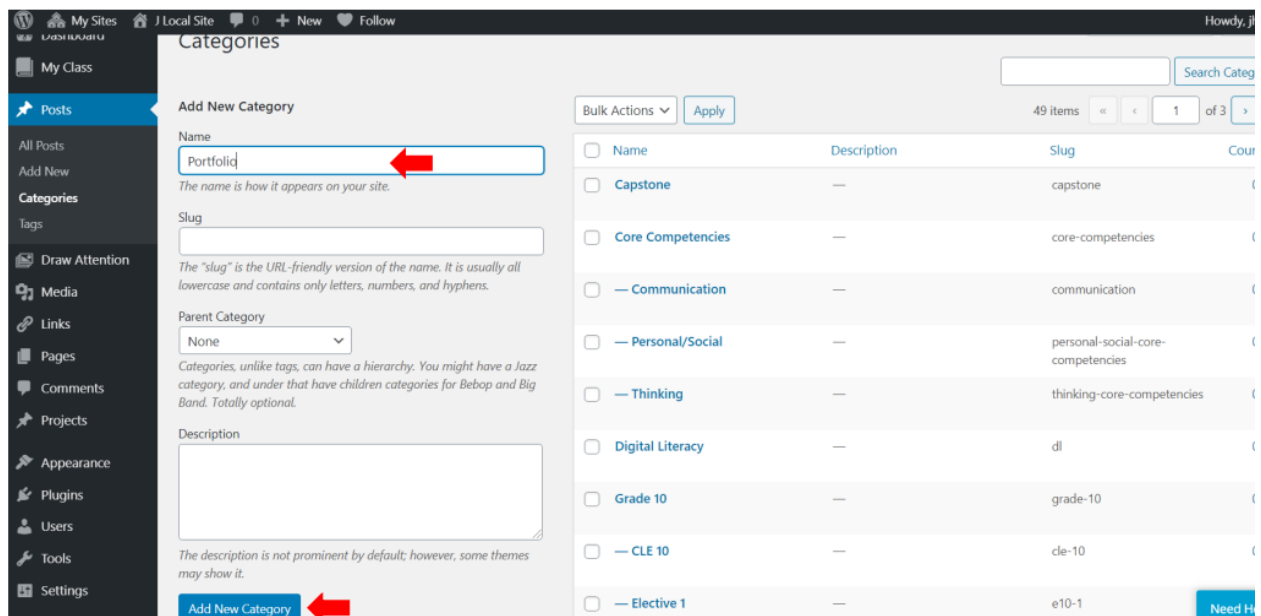 My Sites J Local Site 0 New Follow Howdy,
Dashboard
My Class
Posts
All Posts
Add New
Categories
Tags
Draw Attention
Media
Links
Pages
Comments
Projects
Appearance
Plugins
Users
Tools
Settings
Categories
Add New Category
Name
Portfolio
The name is how it appears on your site.
Slug
The "slug" is the URL-friendly version of the name. It is usually all
lowercase and contains only letters, numbers, and hyphens.
Parent Category
None
Categories, unlike tags, can have a hierarchy. You might have a Jazz
category, and under that have children categories for Bebop and Big
Band. Totally optional.
Description
The description is not prominent by default; however, some themes
may show it.
Add New Category
Search Categ
Bulk Actions Apply 49 items « ‹ 1 of 3 ›
Name Description Slug Cour
Capstone — capstone
Core Competencies — core-competencies
— Communication — communication
— Personal/Social — personal-social-core-
competencies
— Thinking — thinking-core-competencies
Digital Literacy — dl
Grade 10 — grade-10
— CLE 10 — cle-10
— Elective 1 — e10-1
Need He